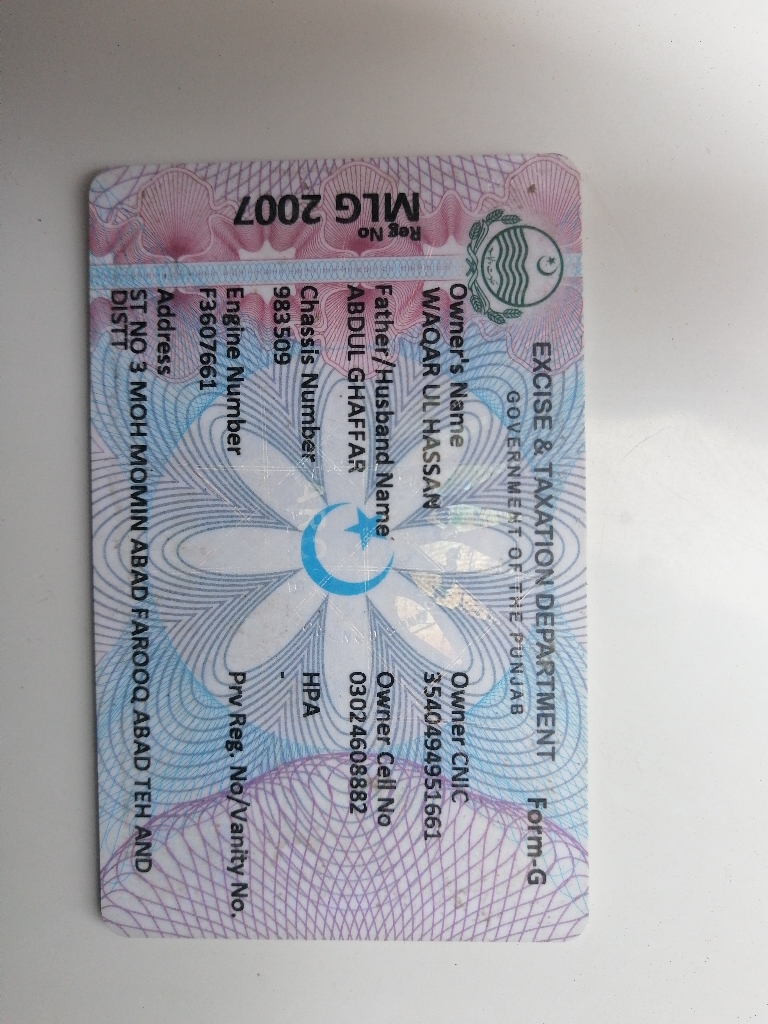 EXCISE & TAXATION DEPARTMENT Form-G
GOVERNMENT OF THE PUNJAB
Reg No
MLG 2007
Owner's Name Owner CNIC
WAQAR UL HASSAN 3540494951661
Father/Husband Name Owner Cell No
ABDUL GHAFFAR 03024608882
Chassis Number HPA
983509 -
Engine Number Prv Reg. No/Vanity No.
F3607661
Address
ST NO 3 MOH MOMIN ABAD FAROOQ ABAD TEH AND
DISTT